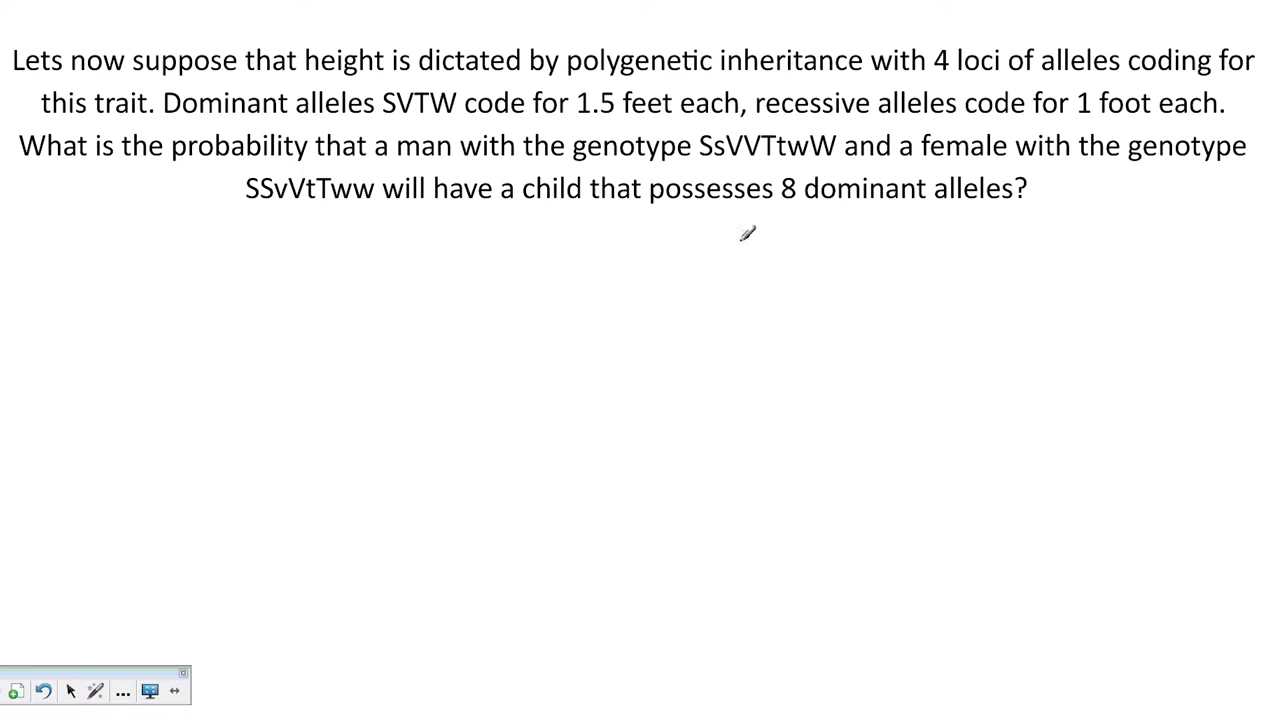 Lets now suppose that height is dictated by polygenetic inheritance with 4 loci of alleles coding for
this trait. Dominant alleles SVTW code for 1.5 feet each, recessive alleles code for 1 foot each.
What is the probability that a man with the genotype SsVVTtwW and a female with the genotype
SSvVtTww will have a child that possesses 8 dominant alleles?
...